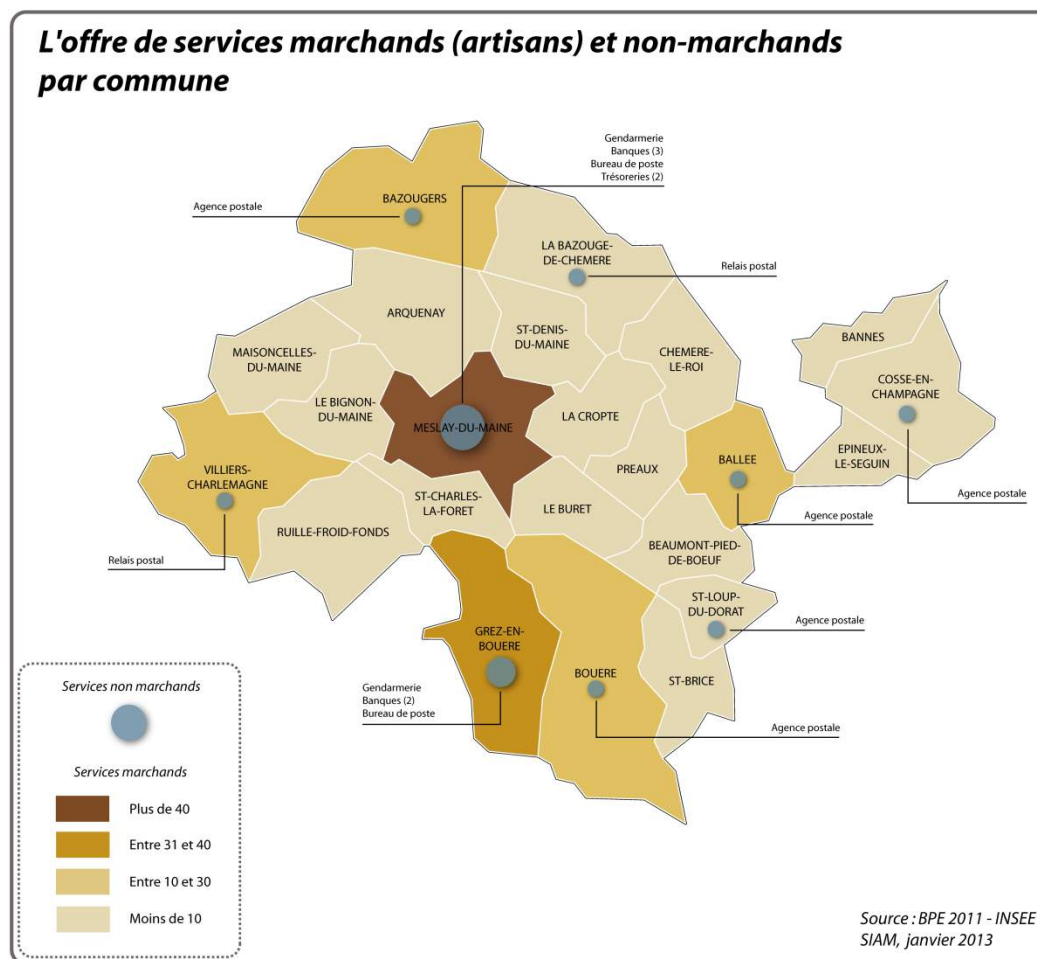 L'offre de services marchands (artisans) et non-marchands
par commune
Gendarmerie
Banques (3)
Bureau de poste
Trésoreries (2)
BAZOUGERS
Agence postale
LA BAZOUGE-
DE-CHEMERE
Relais postal
ARQUENAY
ST-DENIS-
DU-MAINE
BANNES
MAISONCELLES-
DU-MAINE
CHEMERE-
LE-ROI
COSSE-EN-
CHAMPAGNE
LE BIGNON-
DU-MAINE
LA CROPTE
MESLAY-DU-MAINE
EPINEUX-
LE-SEGUIN
VILLIERS-
CHARLEMAGNE
PREAUX
BALLEE
Agence postale
ST-CHARLES-
LA-FORET
LE BURET
Agence postale
RUILLE-FROID-FONDS
BEAUMONT-PIED-
DE-BOEUF
Relais postal
ST-LOUP-
DU-DORAT
Agence postale
GREZ-EN-
BOUERE
BOUERE
ST-BRICE
Gendarmerie
Banques (2)
Bureau de poste
Agence postale
Services non marchands
Services marchands
Plus de 40
Entre 31 et 40
Entre 10 et 30
Moins de 10
Source : BPE 2011 - INSEE
SIAM, janvier 2013